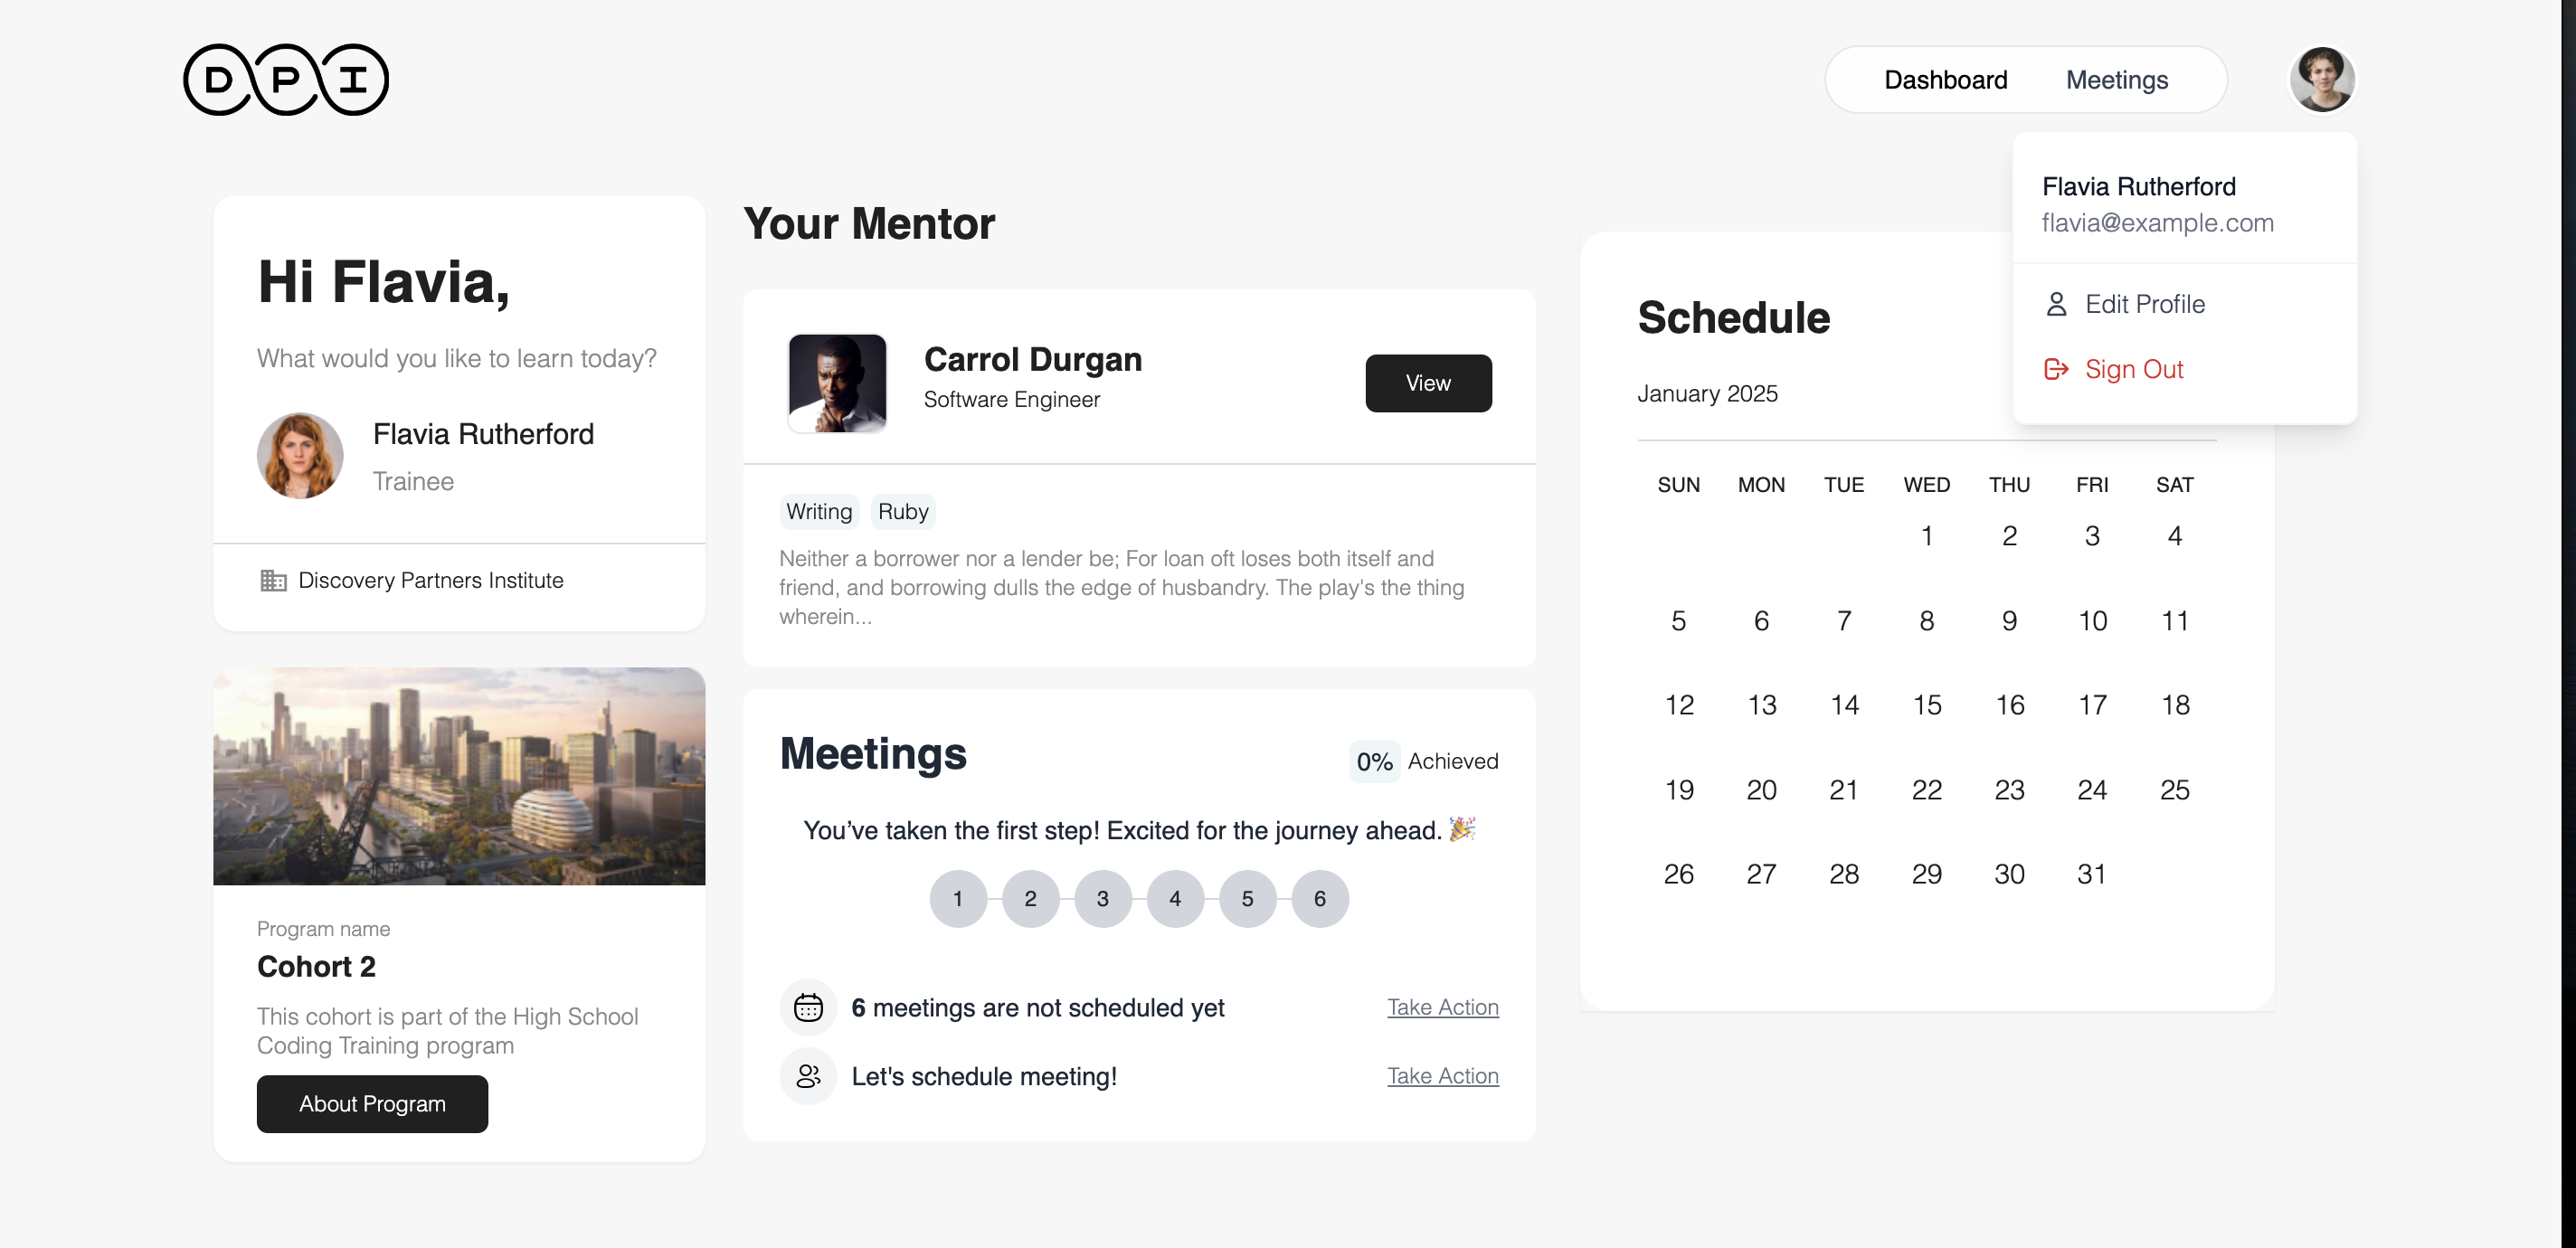 DPI
Dashboard
Meetings
Flavia Rutherford
flavia@example.com
Edit Profile
Sign Out
Hi Flavia,
What would you like to learn today?
Flavia Rutherford
Trainee
Discovery Partners Institute
Program name
Cohort 2
This cohort is part of the High School
Coding Training program
About Program
Your Mentor
Carrol Durgan
Software Engineer
View
Writing Ruby
Neither a borrower nor a lender be; For loan oft loses both itself and
friend, and borrowing dulls the edge of husbandry. The play's the thing
wherein...
Meetings
0% Achieved
You’ve taken the first step! Excited for the journey ahead. 🎉
1 2 3 4 5 6
6 meetings are not scheduled yet
Take Action
Let's schedule meeting!
Take Action
Schedule
January 2025
SUN MON TUE WED THU FRI SAT
1 2 3 4
5 6 7 8 9 10 11
12 13 14 15 16 17 18
19 20 21 22 23 24 25
26 27 28 29 30 31